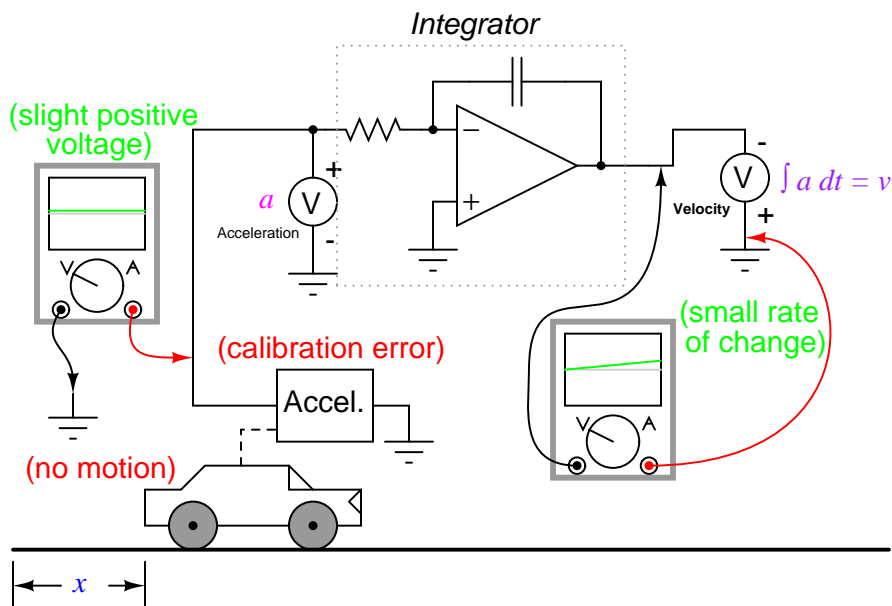 Integrator
(slight positive
voltage)
V A
a
Acceleration
+
V
-
−
+
-
V
+
Velocity
∫ a dt = v
(calibration error)
Accel.
(small rate
of change)
V A
(no motion)
x